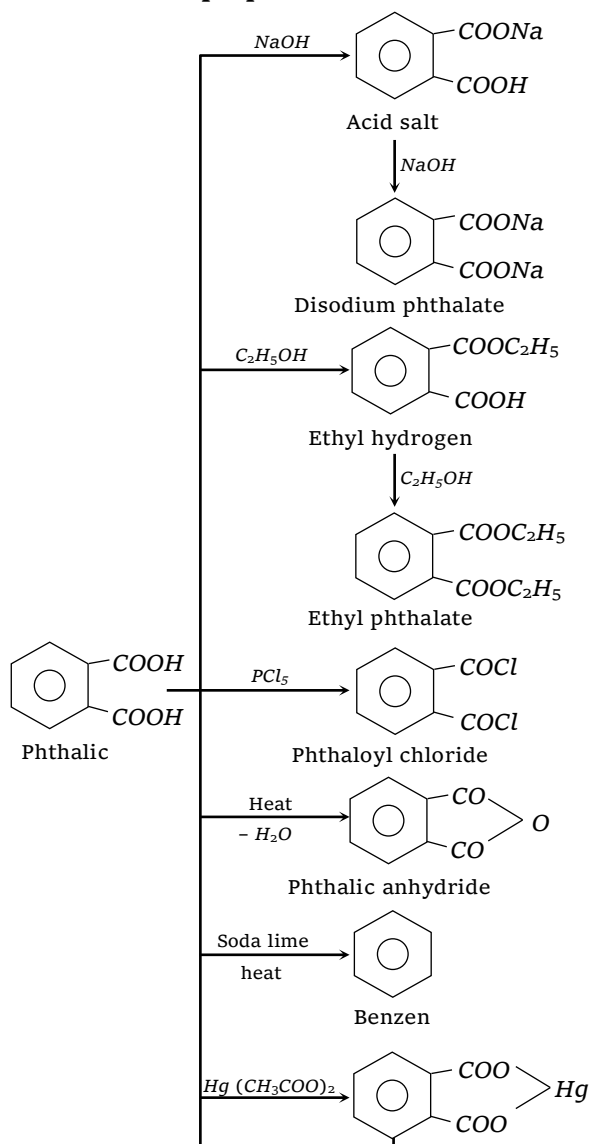 NaOH
COONa
COOH
Acid salt
NaOH
COONa
COONa
Disodium phthalate
C₂H₅OH
COOC₂H₅
COOH
Ethyl hydrogen
C₂H₅OH
COOC₂H₅
COOC₂H₅
Ethyl phthalate
COOH
COOH
Phthalic
PCl₅
COCl
COCl
Phthaloyl chloride
Heat
– H₂O
CO
CO
O
Phthalic anhydride
Soda lime
heat
Benzen
Hg (CH₃COO)₂
COO
COO
Hg